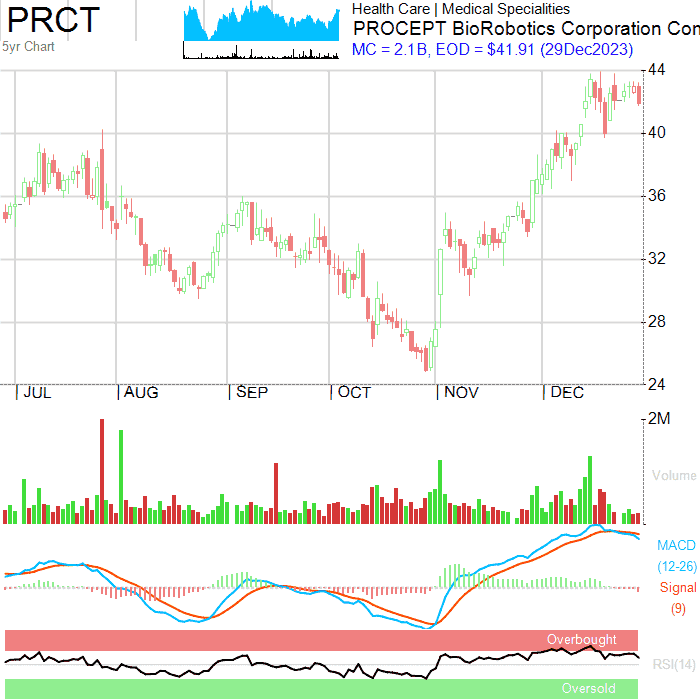 PRCT
5yr Chart
Health Care | Medical Specialities
PROCEPT BioRobotics Corporation Con
MC = 2.1B, EOD = $41.91 (29Dec2023)
44
40
36
32
28
24
JUL AUG SEP OCT NOV DEC
2M
Volume
MACD
(12-26)
Signal
(9)
Overbought
RSI(14)
Oversold